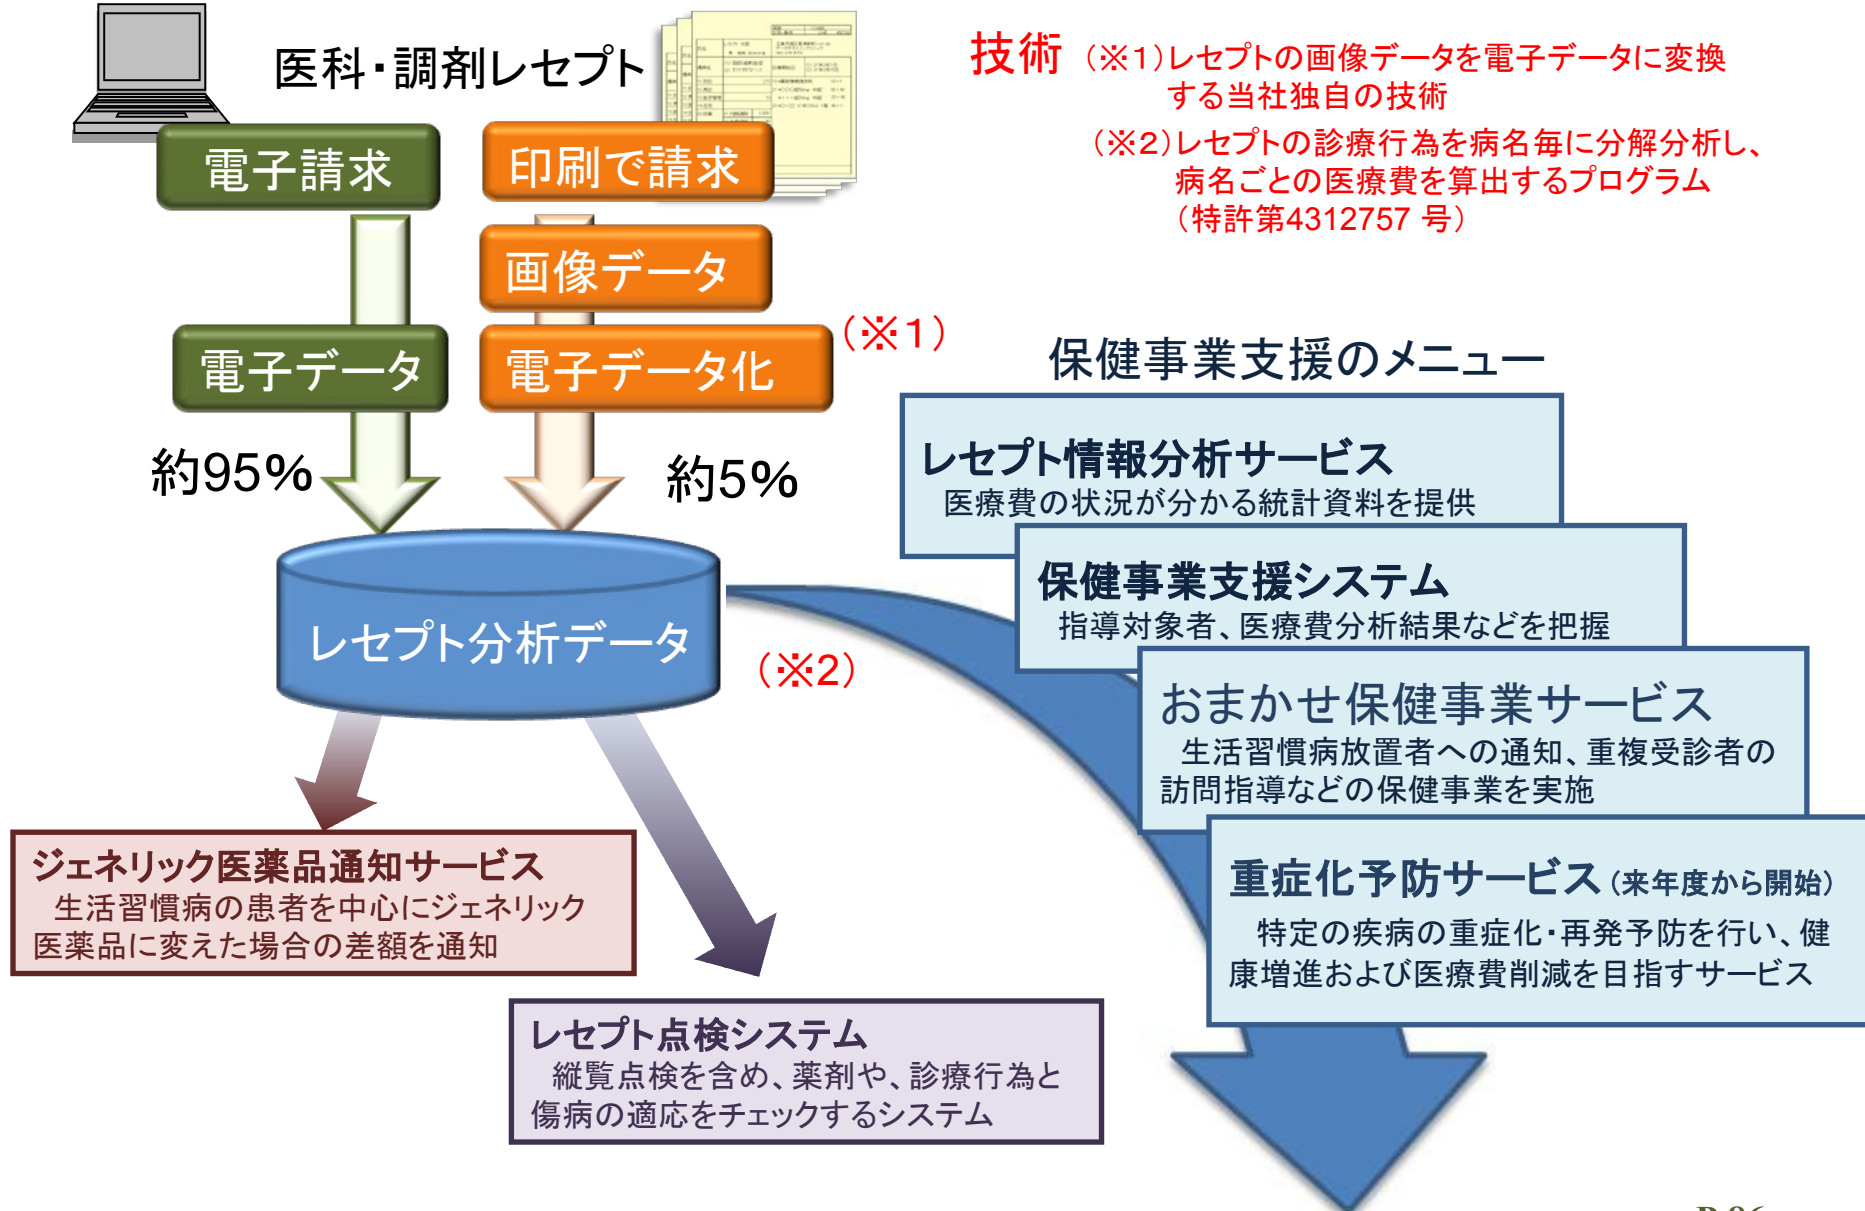 医科・調剤レセプト
電子請求
印刷で請求
画像データ
電子データ
電子データ化
(※1)
約95%
約5%
レセプト分析データ
(※2)
技術 (※1)レセプトの画像データを電子データに変換
する当社独自の技術
(※2)レセプトの診療行為を病名毎に分解分析し、
病名ごとの医療費を算出するプログラム
(特許第4312757 号)
保健事業支援のメニュー
レセプト情報分析サービス
医療費の状況が分かる統計資料を提供
保健事業支援システム
指導対象者、医療費分析結果などを把握
おまかせ保健事業サービス
生活習慣病放置者への通知、重複受診者の
訪問指導などの保健事業を実施
重症化予防サービス(来年度から開始)
特定の疾病の重症化・再発予防を行い、健
康増進および医療費削減を目指すサービス
ジェネリック医薬品通知サービス
生活習慣病の患者を中心にジェネリック
医薬品に変えた場合の差額を通知
レセプト点検システム
縦覧点検を含め、薬剤や、診療行為と
傷病の適応をチェックするシステム